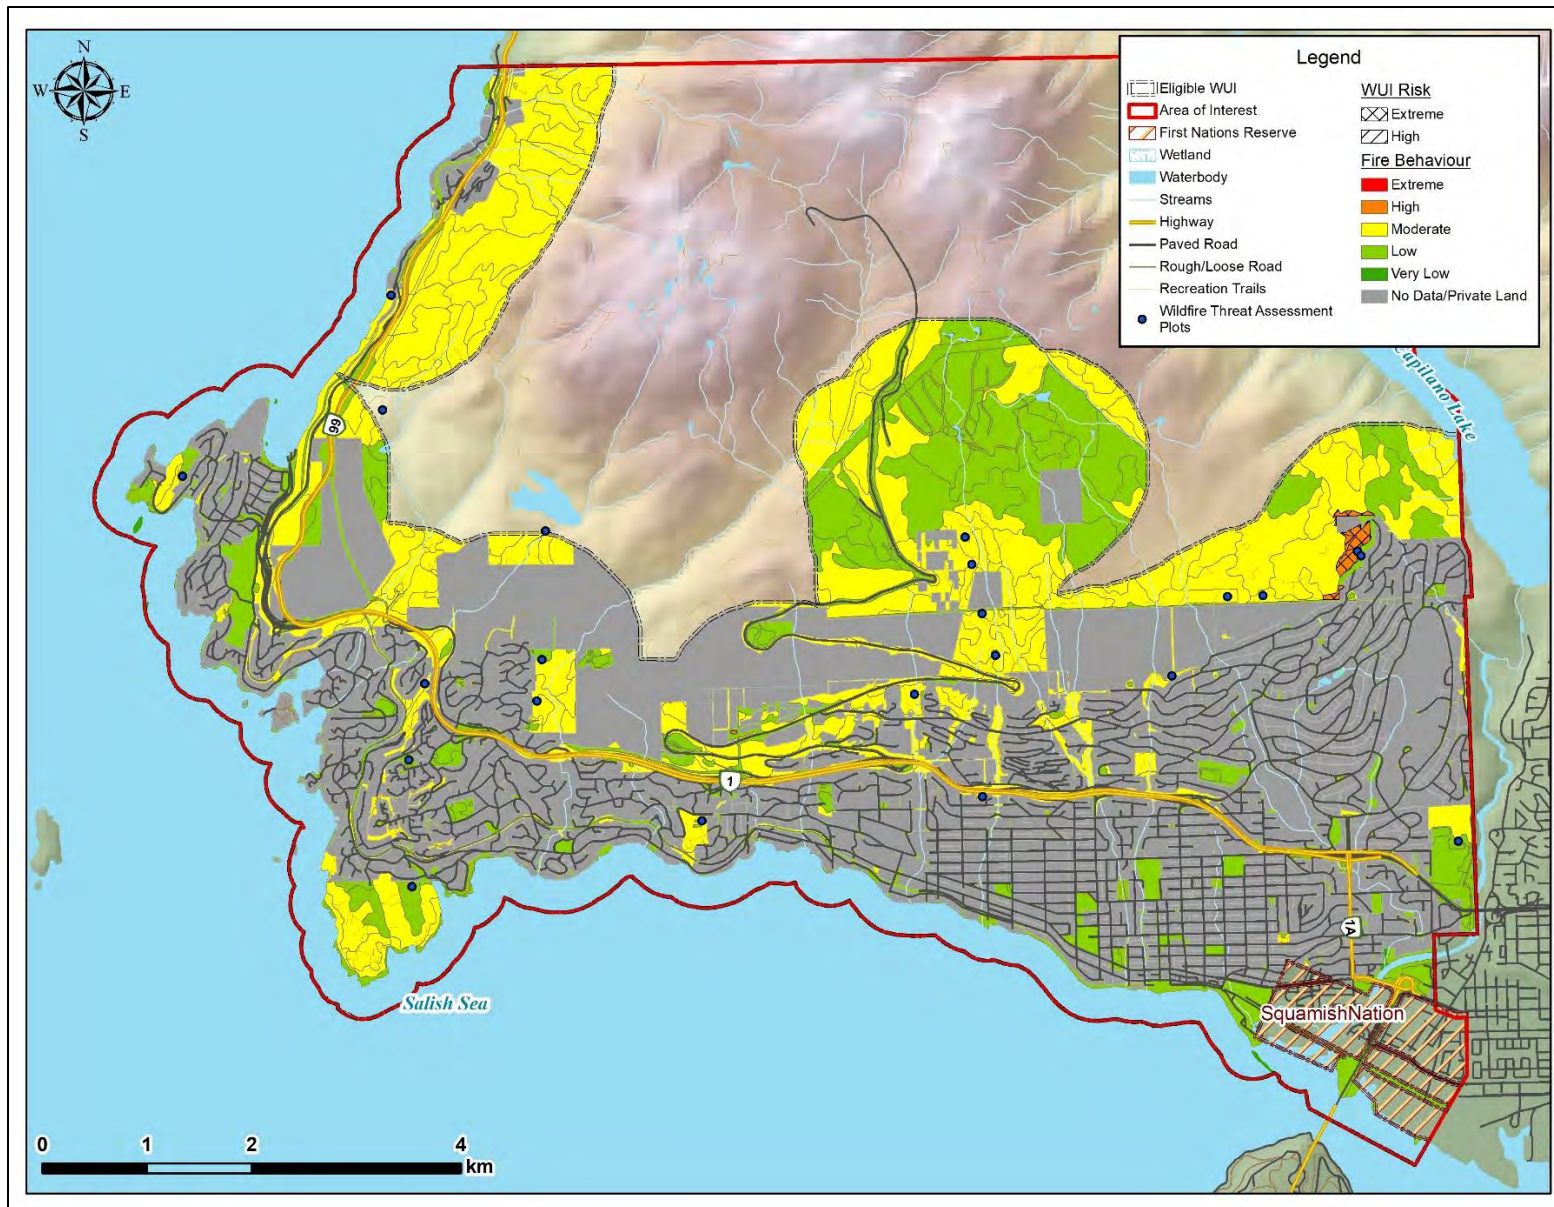 N
W E
S
Legend
Eligible WUI
Area of Interest
First Nations Reserve
Wetland
Waterbody
Streams
Highway
Paved Road
Rough/Loose Road
Recreation Trails
Wildfire Threat Assessment
Plots
WUI Risk
Extreme
High
Fire Behaviour
Extreme
High
Moderate
Low
Very Low
No Data/Private Land
Capilano Lake
99
1
1A
Salish Sea
SquamishNation
0 1 2 4
km